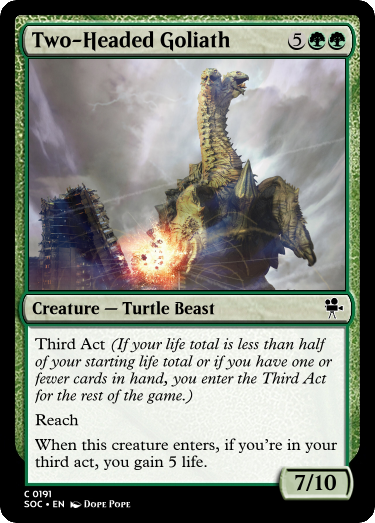 Two-Headed Goliath 5
Creature — Turtle Beast
Third Act (If your life total is less than half
of your starting life total or if you have one or
fewer cards in hand, you enter the Third Act
for the rest of the game.)
Reach
When this creature enters, if you're in your
third act, you gain 5 life.
7/10
C 0191
SOC • EN Dope Pope